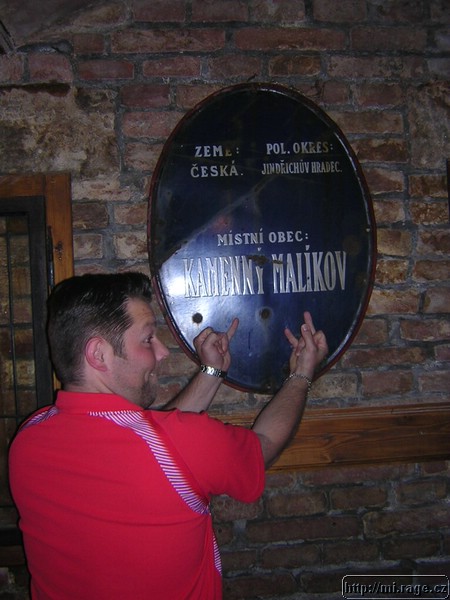 ZEMĚ: POL. OKRES:
ČESKÁ. JINDŘICHŮV HRADEC.
MÍSTNÍ OBEC:
KAMENNÝ MALÍKOV
http://mi.rage.cz